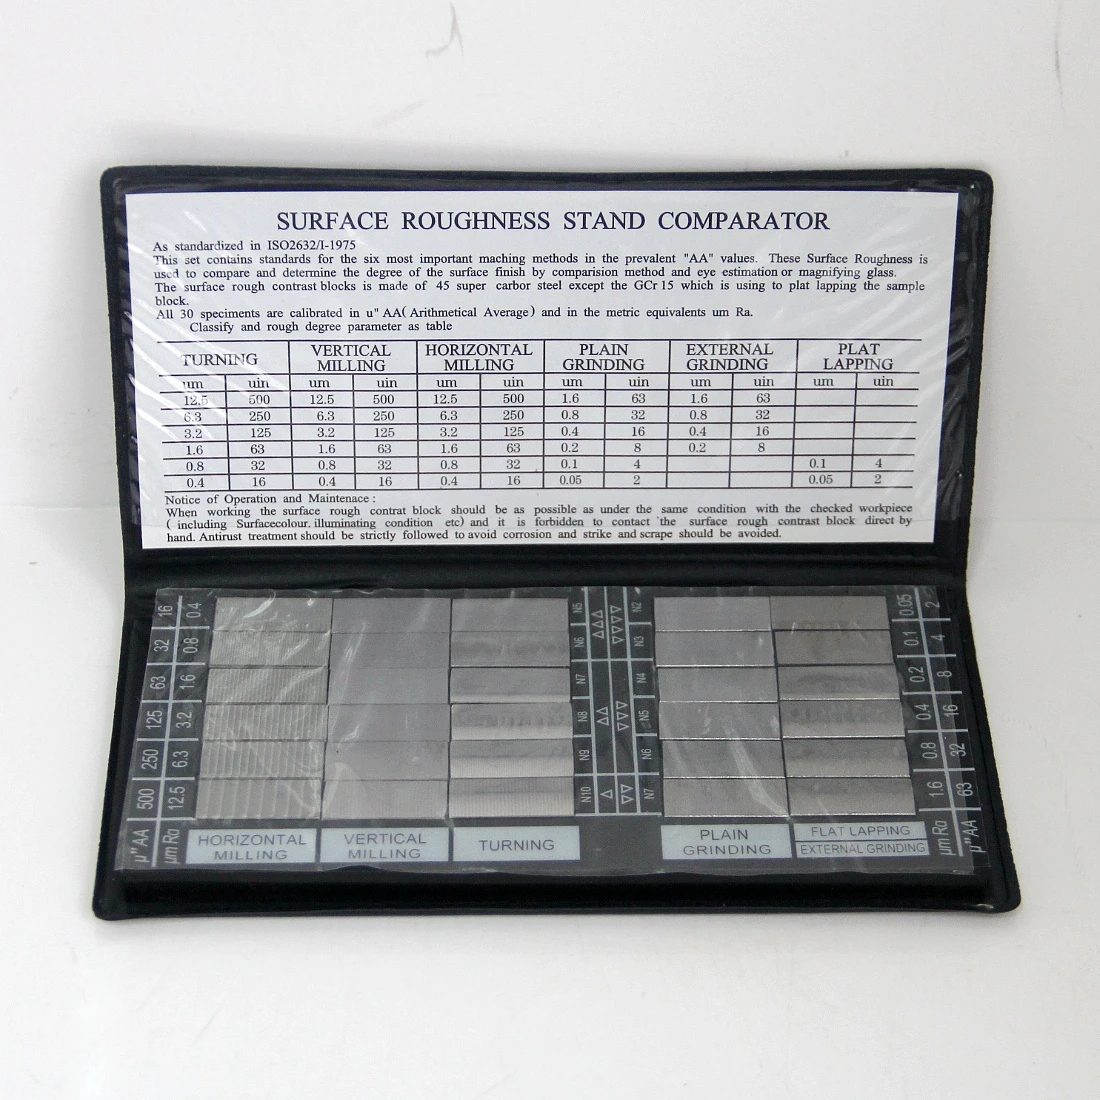 SURFACE ROUGHNESS STAND COMPARATOR
As standardized in ISO2632/I-1975
This set contains standards for the six most important maching methods in the prevalent "AA" values. These Surface Roughness is
used to compare and determine the degree of the surface finish by comparision method and eye estimation or magnifying glass.
The surface rough contrast blocks is made of 45 super carbor steel except the GCr15 which is using to plat lapping the sample
block.
All 30 speciments are calibrated in u" AA(Arithmetical Average) and in the metric equivalents um Ra.
Classify and rough degree parameter as table
TURNING VERTICAL MILLING HORIZONTAL MILLING PLAIN GRINDING EXTERNAL GRINDING PLAT LAPPING
um uin um uin um uin um uin um uin um uin
12.5 500 12.5 500 12.5 500 1.6 63 1.6 63
6.3 250 6.3 250 6.3 250 0.8 32 0.8 32
3.2 125 3.2 125 3.2 125 0.4 16 0.4 16
1.6 63 1.6 63 1.6 63 0.2 8 0.2 8
0.8 32 0.8 32 0.8 32 0.1 4 0.1 4
0.4 16 0.4 16 0.4 16 0.05 2 0.05 2
Notice of Operation and Maintenace:
When working the surface rough contrat block should be as possible as under the same condition with the checked workpiece
( including Surfacecolour, illuminating condition etc) and it is forbidden to contact 'the surface rough contrast block direct by
hand. Antirust treatment should be strictly followed to avoid corrosion and strike and scrape should be avoided.
16 0.4 N5 △△△ ▽▽▽▽ N2 0.05 2
32 0.8 N6 N3 0.1 4
63 1.6 N7 N4 0.2 8
125 3.2 N8 △△ ▽▽▽ N5 0.4 16
250 6.3 N9 N6 0.8 32
500 12.5 N10 △ ▽▽ N7 1.6 63
μ"AA μm Ra HORIZONTAL MILLING VERTICAL MILLING TURNING PLAIN GRINDING FLAT LAPPING EXTERNAL GRINDING μm Ra μ"AA